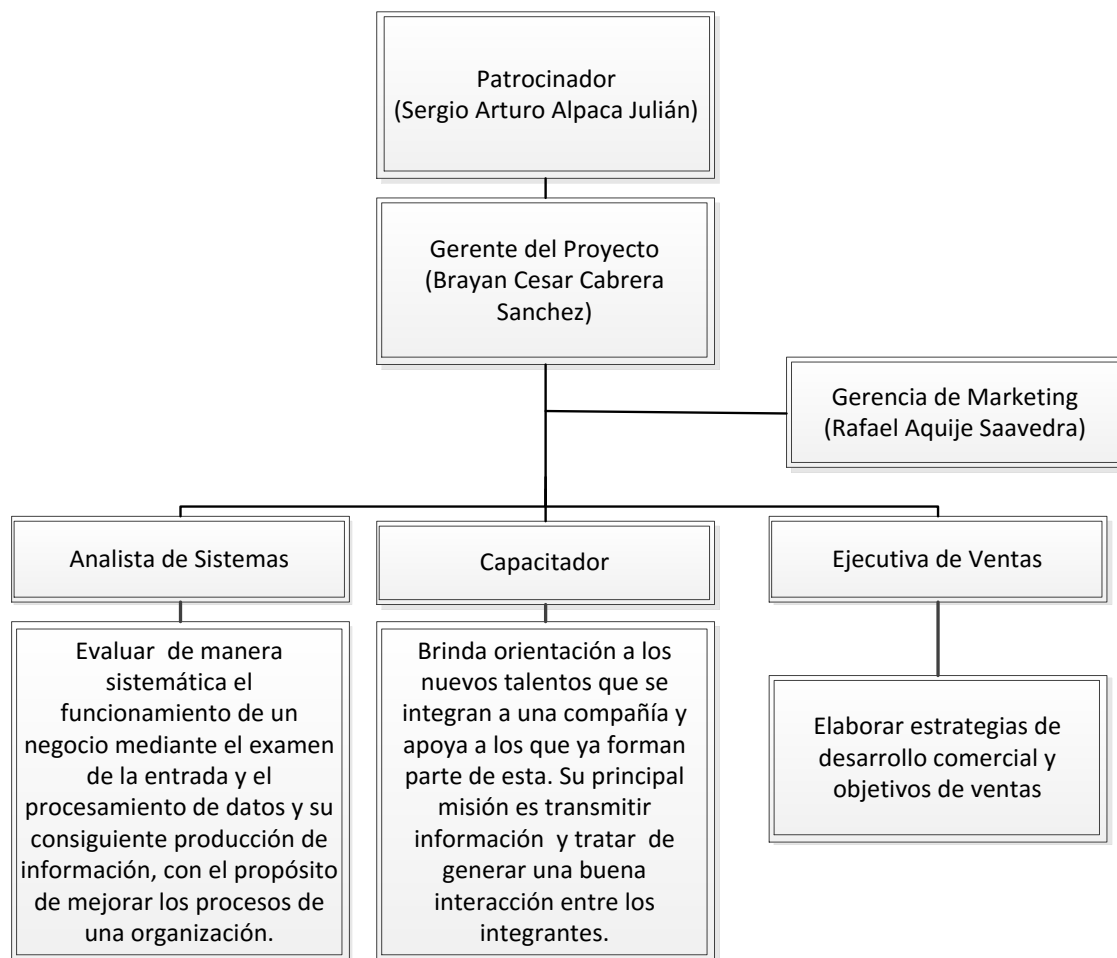 Patrocinador
(Sergio Arturo Alpaca Julián)
Gerente del Proyecto
(Brayan Cesar Cabrera
Sanchez)
Gerencia de Marketing
(Rafael Aquije Saavedra)
Analista de Sistemas
Capacitador
Ejecutiva de Ventas
Evaluar  de manera
sistemática el
funcionamiento de un
negocio mediante el examen
de la entrada y el
procesamiento de datos y su
consiguiente producción de
información, con el propósito
de mejorar los procesos de
una organización.
Brinda orientación a los
nuevos talentos que se
integran a una compañía y
apoya a los que ya forman
parte de esta. Su principal
misión es transmitir
información  y tratar  de
generar una buena
interacción entre los
integrantes.
Elaborar estrategias de
desarrollo comercial y
objetivos de ventas